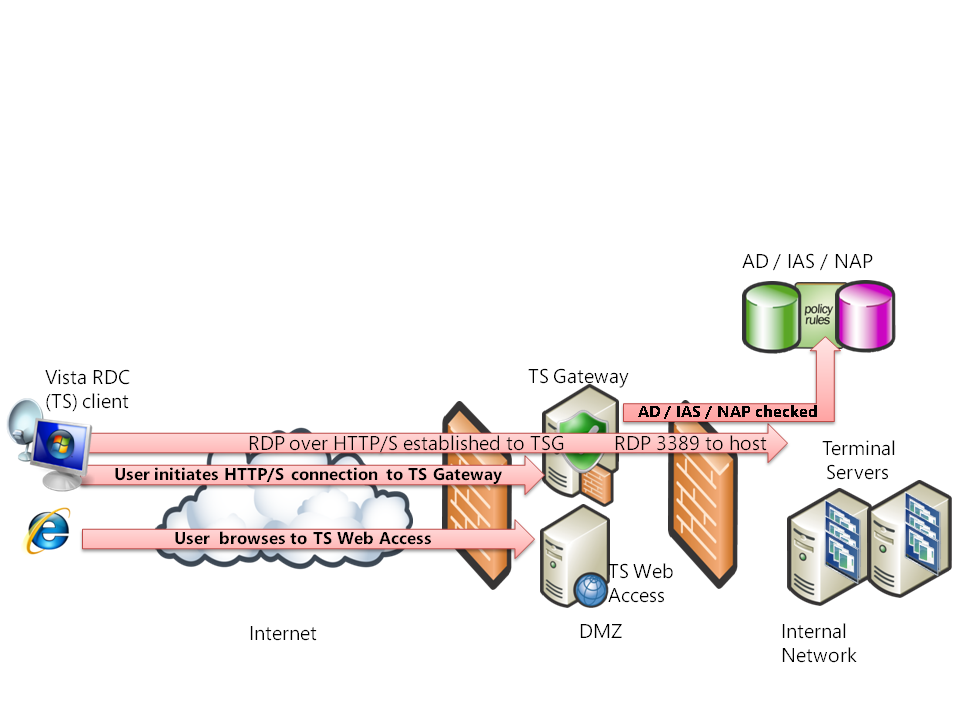 AD / IAS / NAP
policy
rules
Vista RDC
(TS) client
TS Gateway
AD / IAS / NAP checked
RDP over HTTP/S established to TSG
RDP 3389 to host
User initiates HTTP/S connection to TS Gateway
Terminal
Servers
User browses to TS Web Access
TS Web
Access
Internet
DMZ
Internal
Network